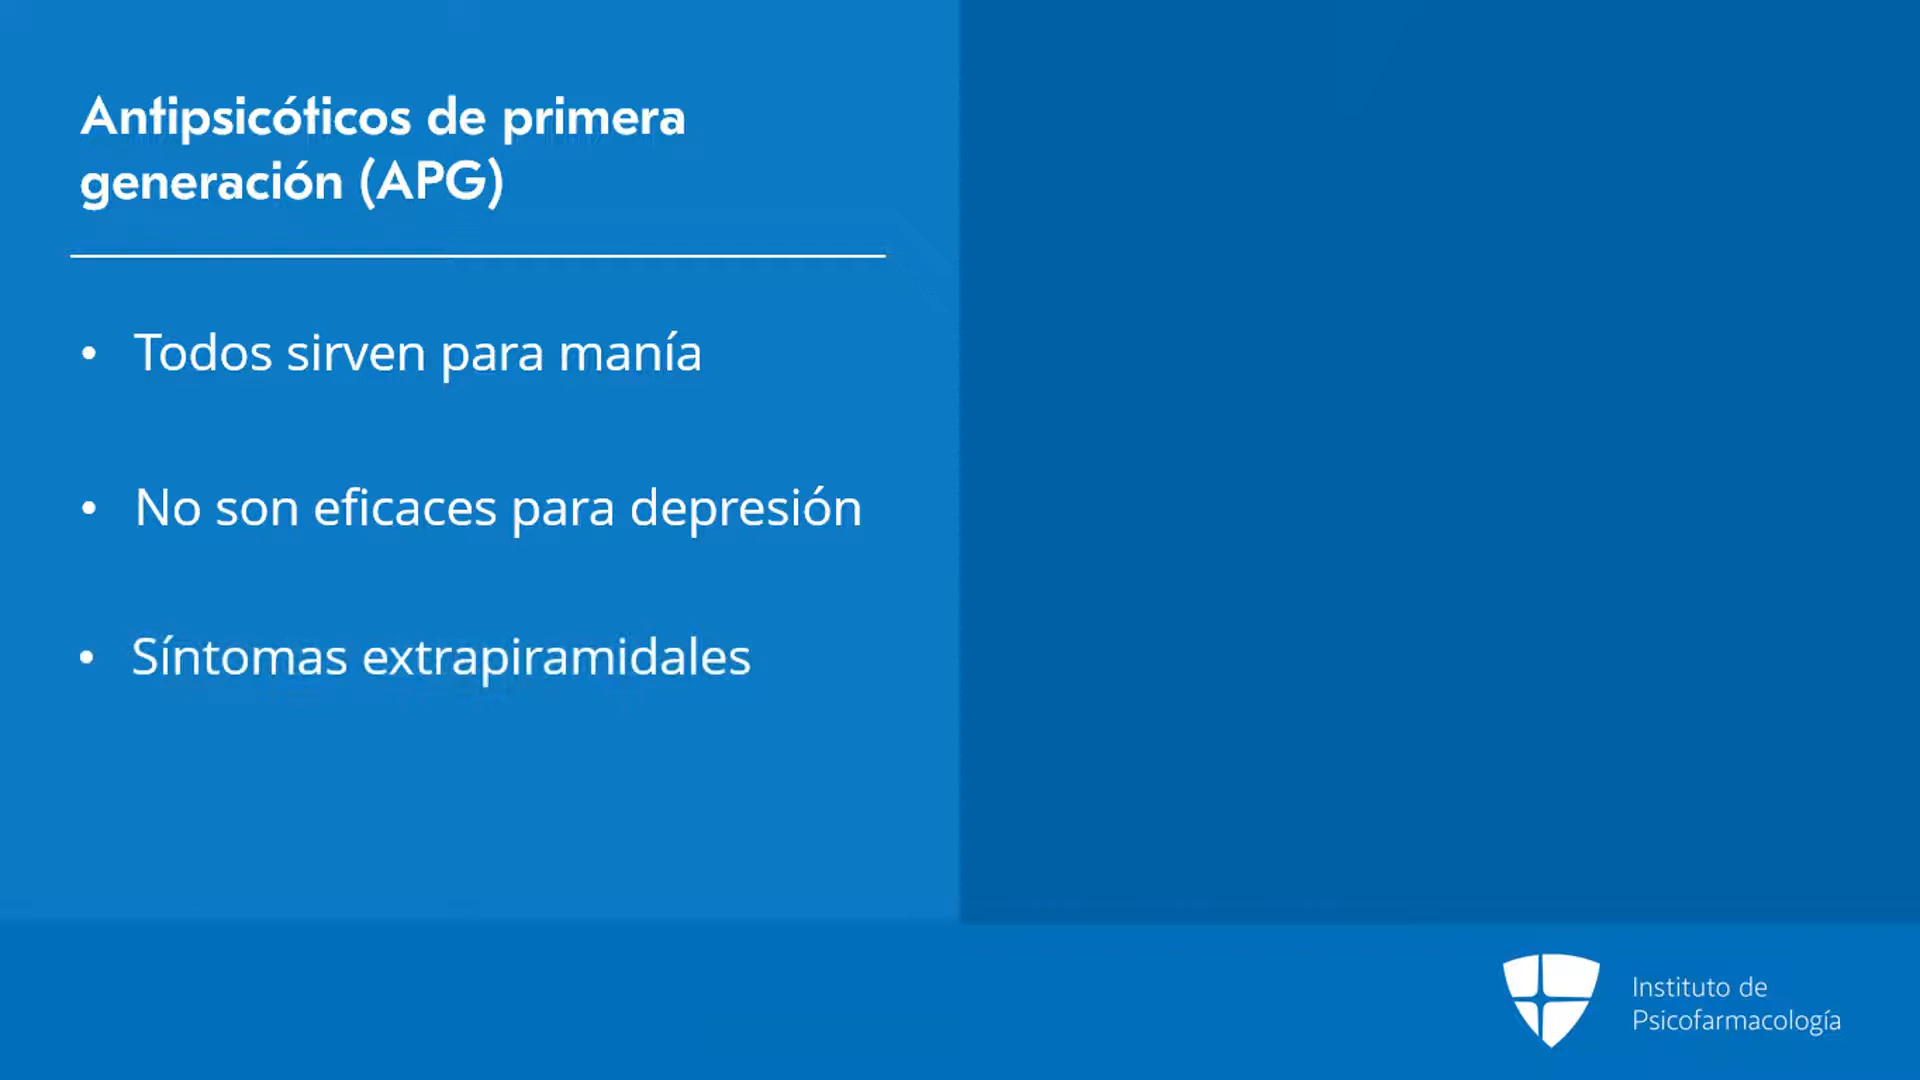 Antipsicóticos de primera
generación (APG)
• Todos sirven para manía
• No son eficaces para depresión
• Síntomas extrapiramidales
Instituto de
Psicofarmacología